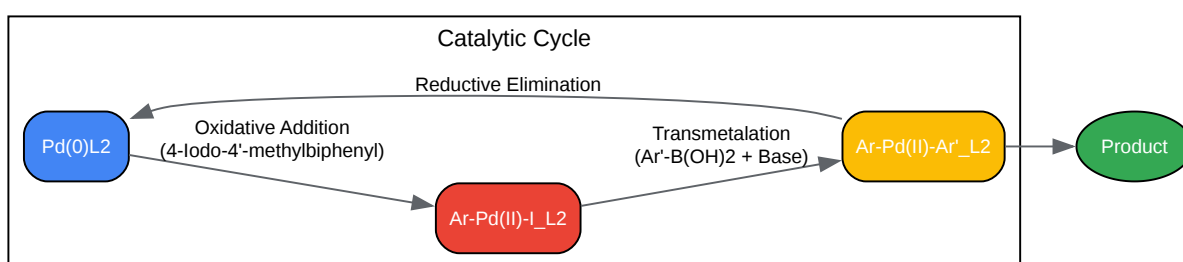 Catalytic Cycle
Reductive Elimination
Pd(0)L2
Oxidative Addition
(4-Iodo-4'-methylbiphenyl)
Ar-Pd(II)-I_L2
Transmetalation
(Ar'-B(OH)2 + Base)
Ar-Pd(II)-Ar'_L2
Product